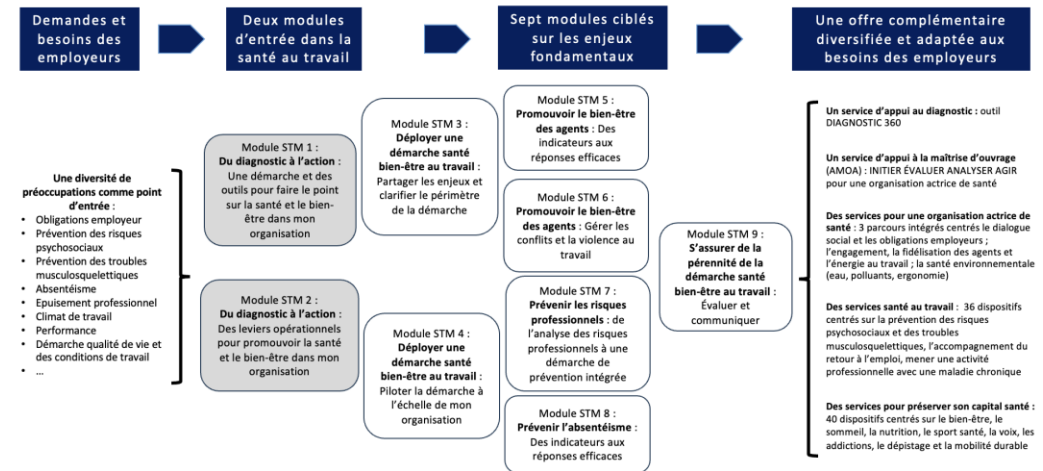 Demandes et
besoins des
employeurs
Deux modules
d'entrée dans la
santé au travail
Sept modules ciblés
sur les enjeux
fondamentaux
Une offre complémentaire
diversifiée et adaptée aux
besoins des employeurs
Une diversité de
préoccupations comme point
d'entrée :
• Obligations employeur
• Prévention des risques
psychosociaux
• Prévention des troubles
musculosquelettiques
• Absentéisme
• Epuisement professionnel
• Climat de travail
• Performance
• Démarche qualité de vie et
des conditions de travail
• ...
Module STM 1 :
Du diagnostic à l'action :
Une démarche et des
outils pour faire le point
sur la santé et le bien-
être dans mon
organisation
Module STM 2 :
Du diagnostic à l'action :
Des leviers opérationnels
pour promouvoir la santé
et le bien-être dans mon
organisation
Module STM 3 :
Déployer une
démarche santé
bien-être au travail :
Partager les enjeux et
clarifier le périmètre
de la démarche
Module STM 4 :
Déployer une
démarche santé
bien-être au travail :
Piloter la démarche à
l'échelle de mon
organisation
Module STM 5 :
Promouvoir le bien-être
des agents : Des
indicateurs aux
réponses efficaces
Module STM 6 :
Promouvoir le bien-être
des agents : Gérer les
conflits et la violence au
travail
Module STM 7 :
Prévenir les risques
professionnels : de
l'analyse des risques
professionnels à une
démarche de
prévention intégrée
Module STM 8 :
Prévenir l'absentéisme :
Des indicateurs aux
réponses efficaces
Module STM 9 :
S'assurer de la
pérennité de la
démarche santé
bien-être au travail :
Évaluer et
communiquer
Un service d'appui au diagnostic : outil
DIAGNOSTIC 360
Un service d'appui à la maîtrise d'ouvrage
(AMOA) : INITIER ÉVALUER ANALYSER AGIR
pour une organisation actrice de santé
Des services pour une organisation actrice de
santé : 3 parcours intégrés centrés le dialogue
social et les obligations employeurs ;
l'engagement, la fidélisation des agents et
l'énergie au travail ; la santé environnementale
(eau, polluants, ergonomie)
Des services santé au travail : 36 dispositifs
centrés sur la prévention des risques
psychosociaux et des troubles
musculosquelettiques, l'accompagnement du
retour à l'emploi, mener une activité
professionnelle avec une maladie chronique
Des services pour préserver son capital santé :
40 dispositifs centrés sur le bien-être, le
sommeil, la nutrition, le sport santé, la voix, les
addictions, le dépistage et la mobilité durable